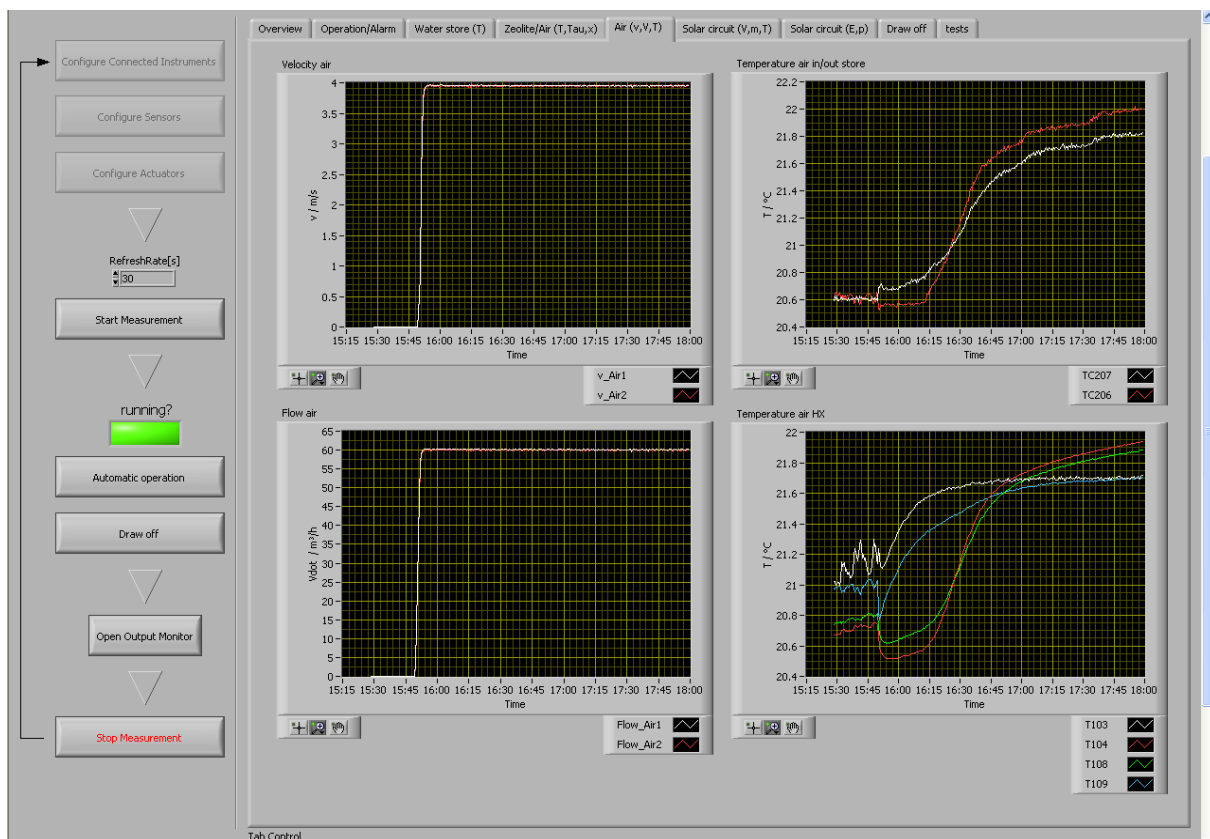 Overview Operation/Alarm Water store (T) Zeolite/Air (T,Tau,x) Air (v,V,T) Solar circuit (V,m,T) Solar circuit (E,p) Draw off tests
Configure Connected Instruments
Configure Sensors
Configure Actuators
RefreshRate[s]
30
Start Measurement
running?
Automatic operation
Draw off
Open Output Monitor
Stop Measurement
Velocity air
v / m/s
4
3.5
3
2.5
2
1.5
1
0.5
0
15:15 15:30 15:45 16:00 16:15 16:30 16:45 17:00 17:15 17:30 17:45 18:00
Time
v_Air1
v_Air2
Temperature air in/out store
T / °C
22.2
22
21.8
21.6
21.4
21.2
21
20.8
20.6
20.4
15:15 15:30 15:45 16:00 16:15 16:30 16:45 17:00 17:15 17:30 17:45 18:00
Time
TC207
TC206
Flow air
Vdot / m³/h
65
60
55
50
45
40
35
30
25
20
15
10
5
0
15:15 15:30 15:45 16:00 16:15 16:30 16:45 17:00 17:15 17:30 17:45 18:00
Time
Flow_Air1
Flow_Air2
Temperature air HX
T / °C
22
21.8
21.6
21.4
21.2
21
20.8
20.6
20.4
15:15 15:30 15:45 16:00 16:15 16:30 16:45 17:00 17:15 17:30 17:45 18:00
Time
T103
T104
T108
T109
Tab Control